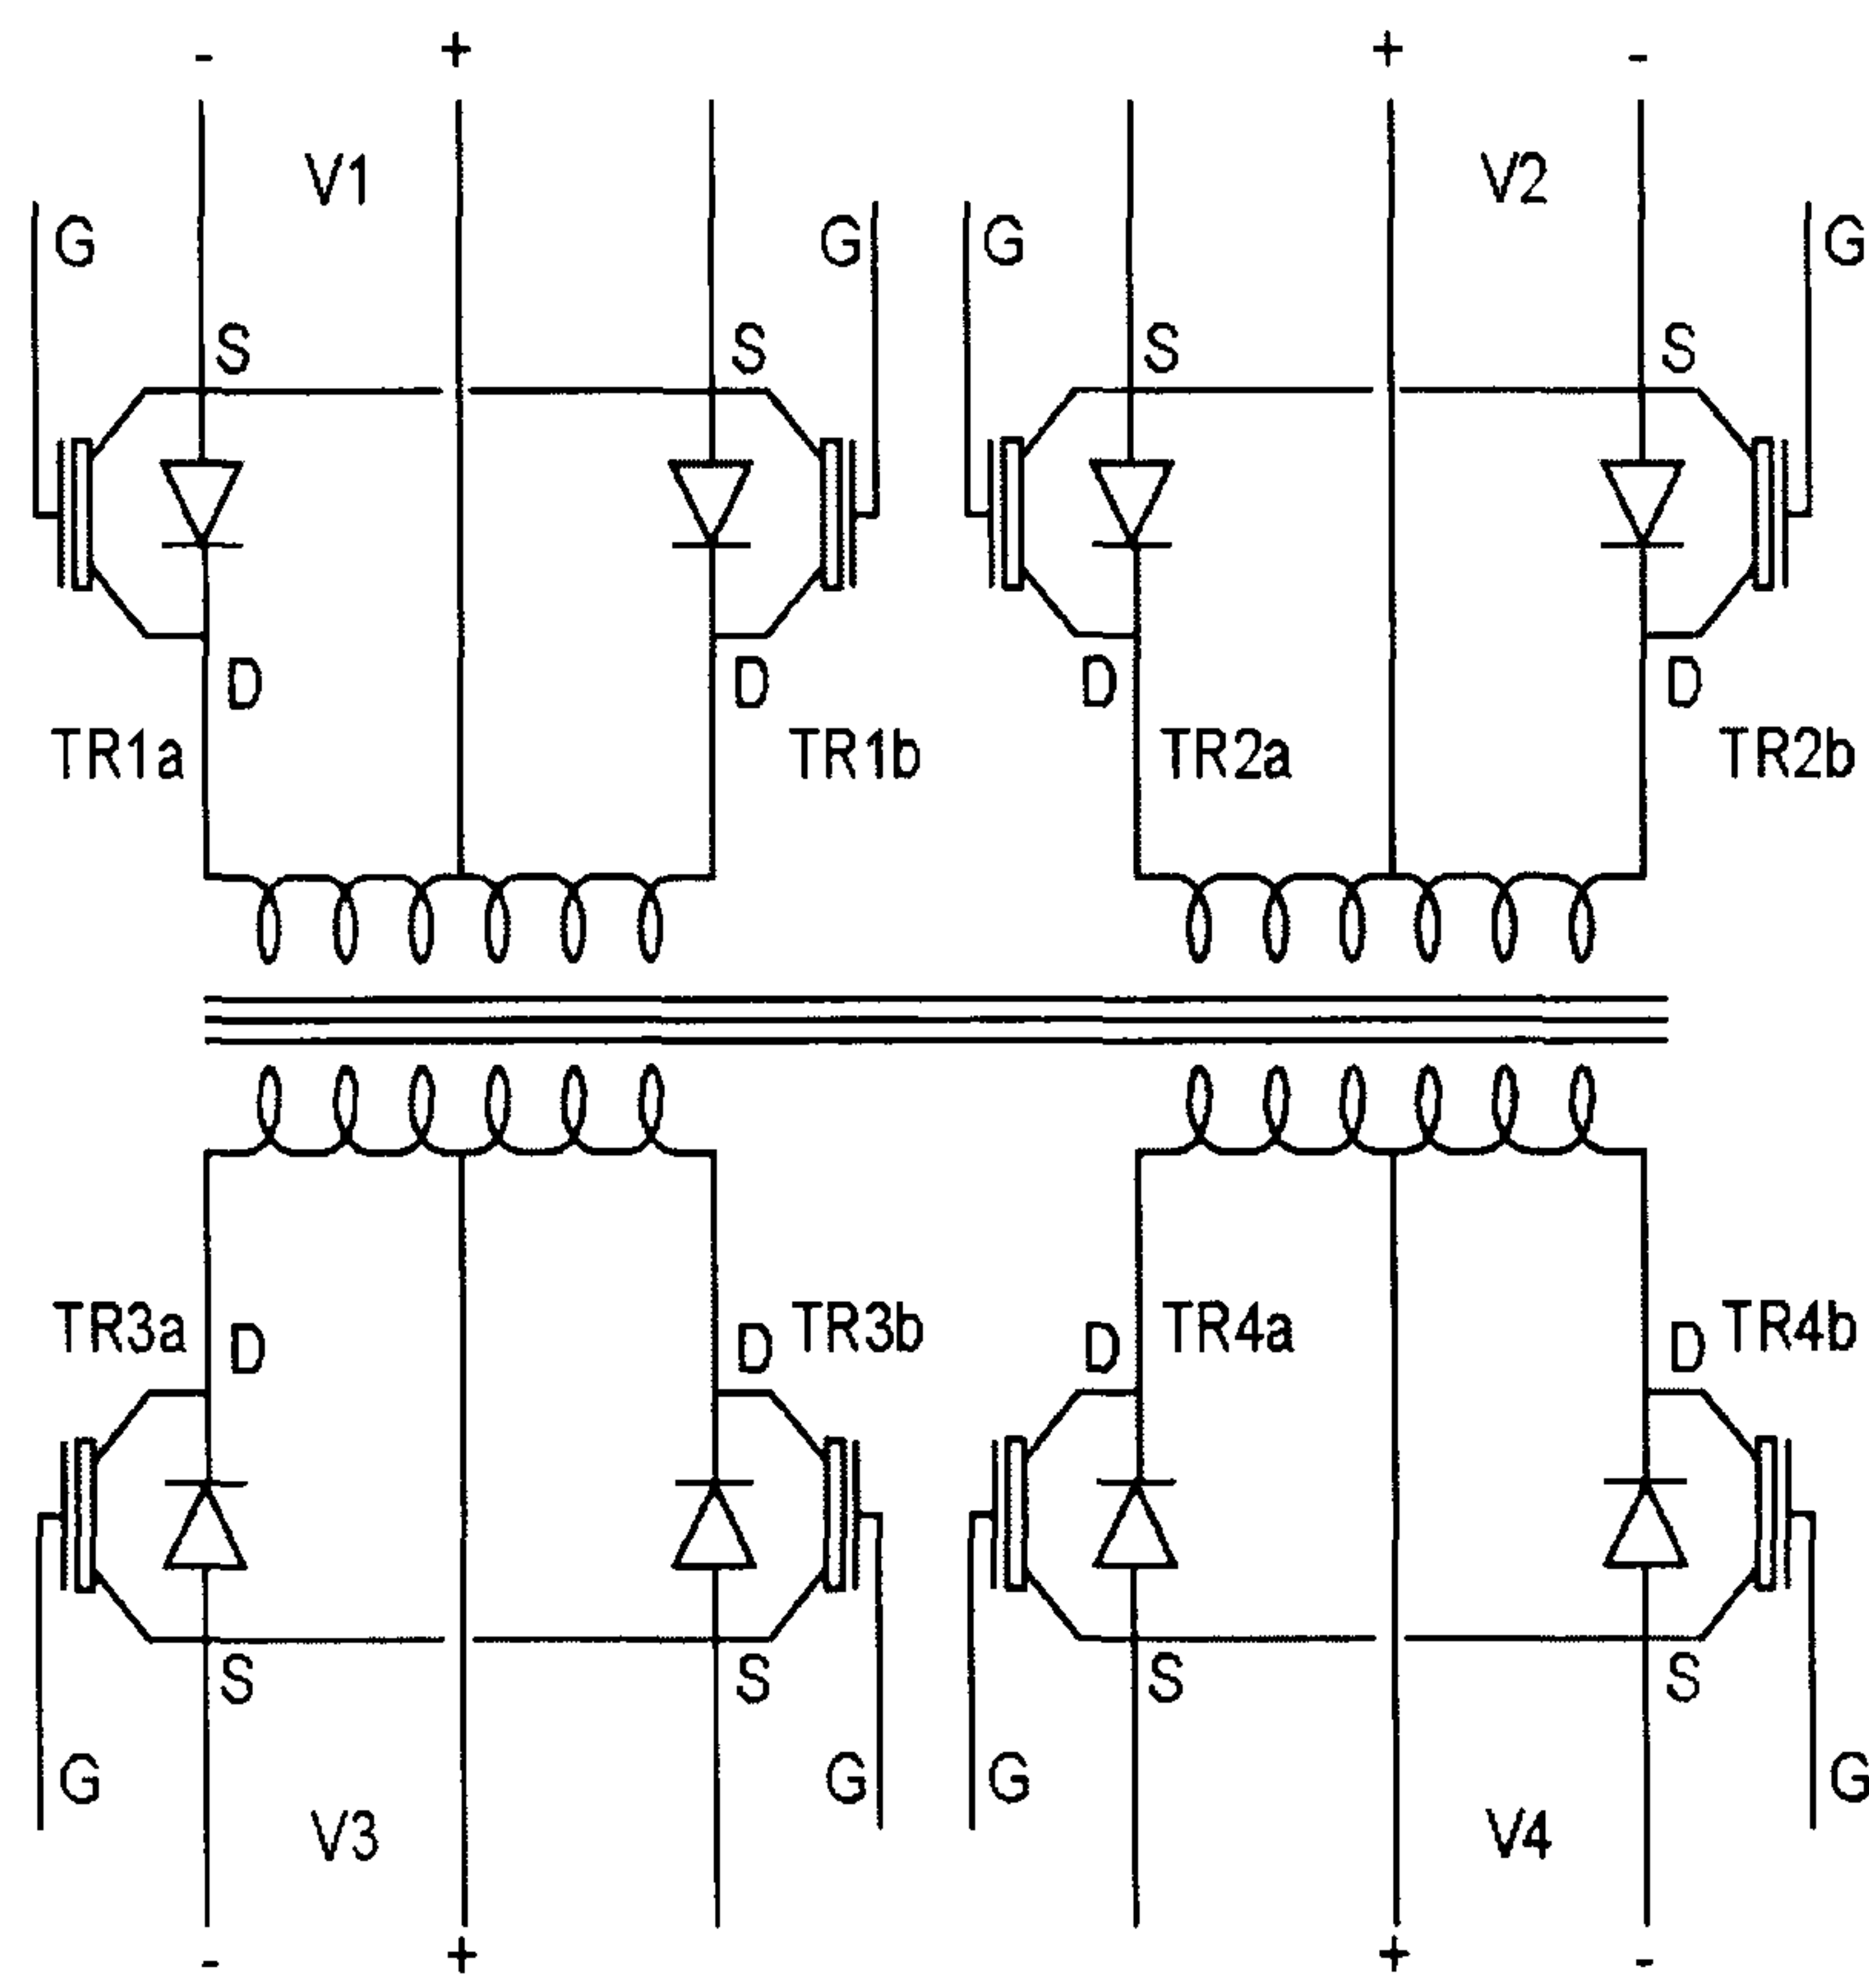 - + + -
V1 V2
G G G G
S S S S
D D D D
TR1a TR1b TR2a TR2b
TR3a D D TR3b D TR4a D TR4b
S S S S
G G G G
V3 V4
- + + -